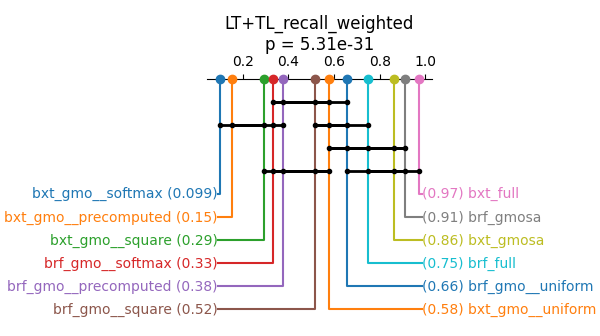 LT+TL_recall_weighted
p = 5.31e-31
0.2 0.4 0.6 0.8 1.0
bxt_gmo__softmax (0.099)
(0.97) bxt_full
bxt_gmo__precomputed (0.15)
(0.91) brf_gmosa
bxt_gmo__square (0.29)
(0.86) bxt_gmosa
brf_gmo__softmax (0.33)
(0.75) brf_full
brf_gmo__precomputed (0.38)
(0.66) brf_gmo__uniform
brf_gmo__square (0.52)
(0.58) bxt_gmo__uniform